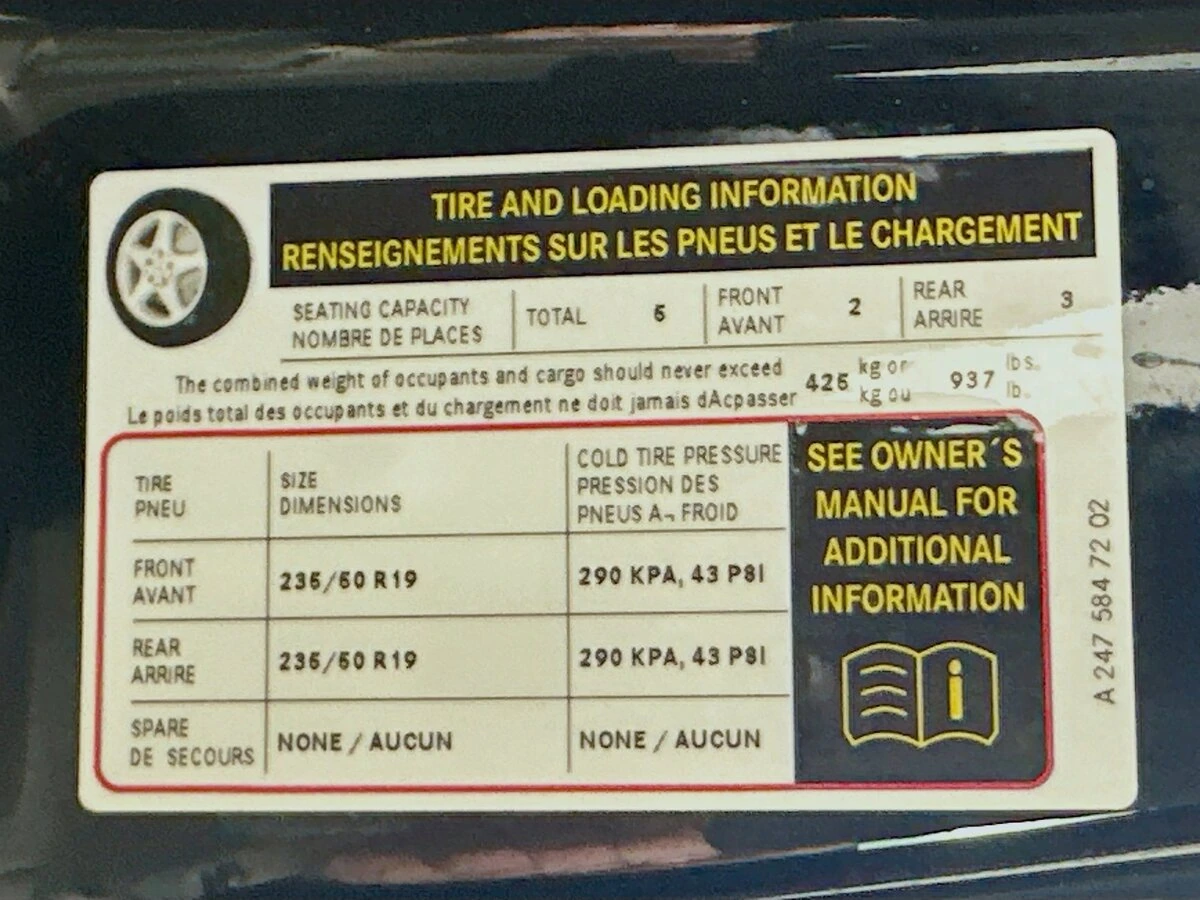 TIRE AND LOADING INFORMATION
RENSEIGNEMENTS SUR LES PNEUS ET LE CHARGEMENT
SEATING CAPACITY
NOMBRE DE PLACES
TOTAL 5
FRONT
AVANT
2
REAR
ARRIRE
3
The combined weight of occupants and cargo should never exceed
Le poids total des occupants et du chargement ne doit jamais dAcpasser
425 kg or 937 lbs.
kg ou lb.
TIRE
PNEU
SIZE
DIMENSIONS
COLD TIRE PRESSURE
PRESSION DES
PNEUS A¬ FROID
FRONT
AVANT
235/50 R19
290 KPA, 43 PSI
REAR
ARRIRE
235/50 R19
290 KPA, 43 PSI
SPARE
DE SECOURS
NONE / AUCUN
NONE / AUCUN
SEE OWNER´S
MANUAL FOR
ADDITIONAL
INFORMATION
A 247 584 72 02